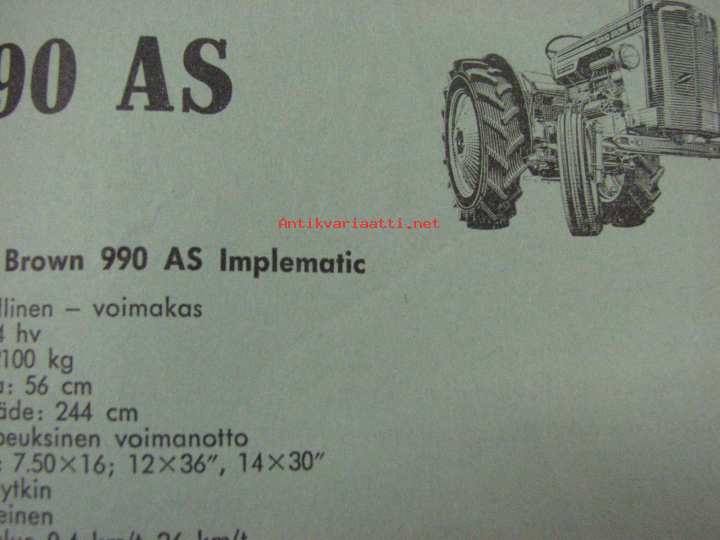 90 AS
Antikvariaatti.net
Brown 990 AS Implematic
llinen – voimakas
4 hv
100 kg
a: 56 cm
äde: 244 cm
peuksinen voimanotto
: 7.50×16; 12×36", 14×30"
ytkin
einen